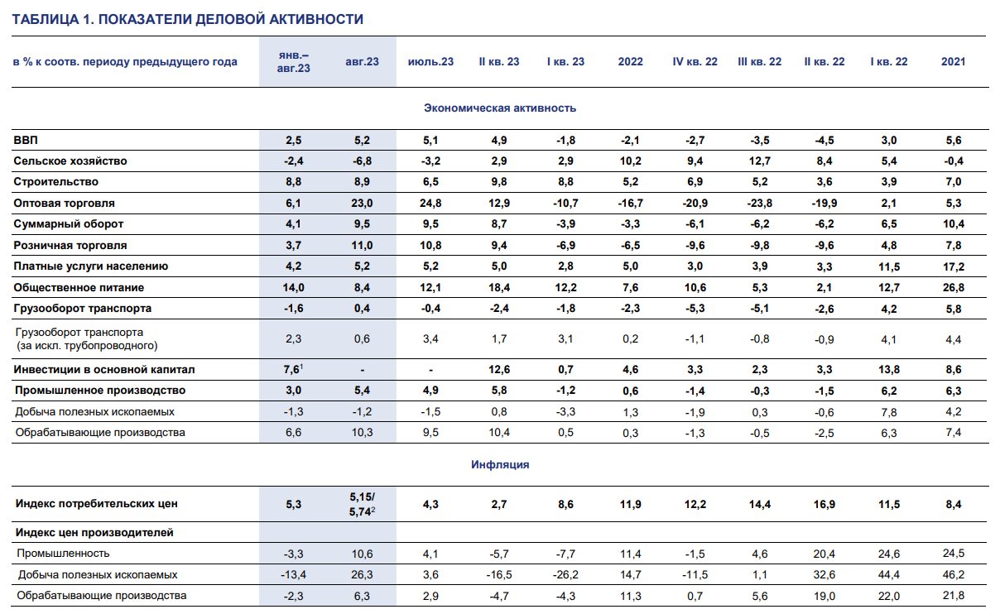 ТАБЛИЦА 1. ПОКАЗАТЕЛИ ДЕЛОВОЙ АКТИВНОСТИ
в % к соотв. периоду предыдущего года янв.–авг.23 авг.23 июль.23 II кв. 23 I кв. 23 2022 IV кв. 22 III кв. 22 II кв. 22 I кв. 22 2021
Экономическая активность
ВВП 2,5 5,2 5,1 4,9 -1,8 -2,1 -2,7 -3,5 -4,5 3,0 5,6
Сельское хозяйство -2,4 -6,8 -3,2 2,9 2,9 10,2 9,4 12,7 8,4 5,4 -0,4
Строительство 8,8 8,9 6,5 9,8 8,8 5,2 6,9 5,2 3,6 3,9 7,0
Оптовая торговля 6,1 23,0 24,8 12,9 -10,7 -16,7 -20,9 -23,8 -19,9 2,1 5,3
Суммарный оборот 4,1 9,5 9,5 8,7 -3,9 -3,3 -6,1 -6,2 -6,2 6,5 10,4
Розничная торговля 3,7 11,0 10,8 9,4 -6,9 -6,5 -9,6 -9,8 -9,6 4,8 7,8
Платные услуги населению 4,2 5,2 5,2 5,0 2,8 5,0 3,0 3,9 3,3 11,5 17,2
Общественное питание 14,0 8,4 12,1 18,4 12,2 7,6 10,6 5,3 2,1 12,7 26,8
Грузооборот транспорта -1,6 0,4 -0,4 -2,4 -1,8 -2,3 -5,3 -5,1 -2,6 4,2 5,8
Грузооборот транспорта
(за искл. трубопроводного) 2,3 0,6 3,4 1,7 3,1 0,2 -1,1 -0,8 -0,9 4,1 4,4
Инвестиции в основной капитал 7,6¹ - - 12,6 0,7 4,6 3,3 2,3 3,3 13,8 8,6
Промышленное производство 3,0 5,4 4,9 5,8 -1,2 0,6 -1,4 -0,3 -1,5 6,2 6,3
Добыча полезных ископаемых -1,3 -1,2 -1,5 0,8 -3,3 1,3 -1,9 0,3 -0,6 7,8 4,2
Обрабатывающие производства 6,6 10,3 9,5 10,4 0,5 0,3 -1,3 -0,5 -2,5 6,3 7,4
Инфляция
Индекс потребительских цен 5,3 5,15/5,74² 4,3 2,7 8,6 11,9 12,2 14,4 16,9 11,5 8,4
Индекс цен производителей
Промышленность -3,3 10,6 4,1 -5,7 -7,7 11,4 -1,5 4,6 20,4 24,6 24,5
Добыча полезных ископаемых -13,4 26,3 3,6 -16,5 -26,2 14,7 -11,5 1,1 32,6 44,4 46,2
Обрабатывающие производства -2,3 6,3 2,9 -4,7 -4,3 11,3 0,7 5,6 19,0 22,0 21,8